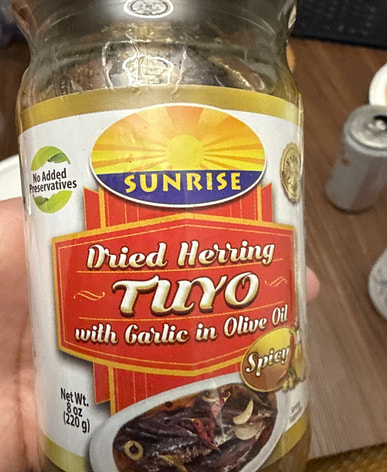 No Added
Preservatives
SUNRISE
Dried Herring
TUYO
with Garlic in Olive Oil
Spicy
Net Wt.
8 oz
(220 g)